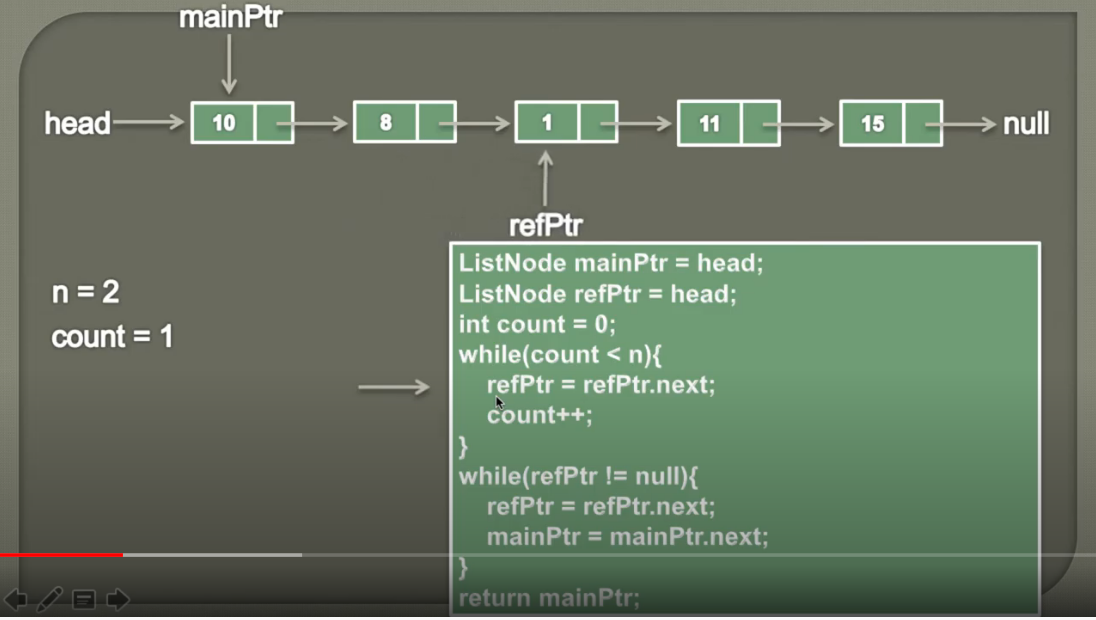 mainPtr
head 10 8 1 11 15 null
refPtr
n = 2
count = 1
ListNode mainPtr = head;
ListNode refPtr = head;
int count = 0;
while(count < n){
refPtr = refPtr.next;
count++;
}
while(refPtr != null){
refPtr = refPtr.next;
mainPtr = mainPtr.next;
}
return mainPtr;